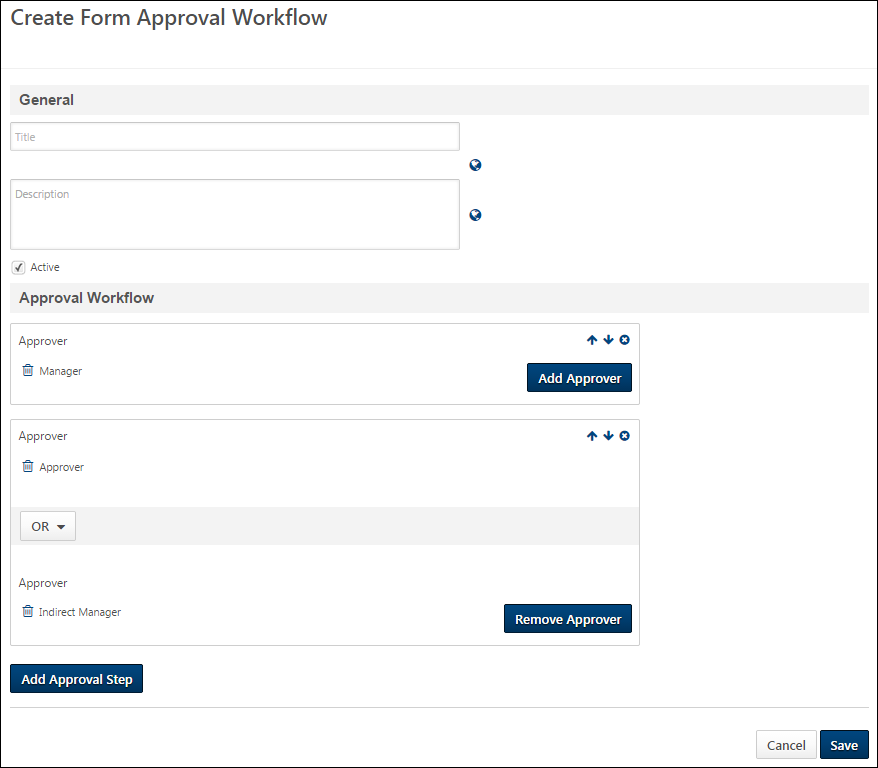 Create Form Approval Workflow
General
Title
Description
Active
Approval Workflow
Approver
Manager
Add Approver
Approver
Approver
OR
Approver
Indirect Manager
Remove Approver
Add Approval Step
Cancel Save